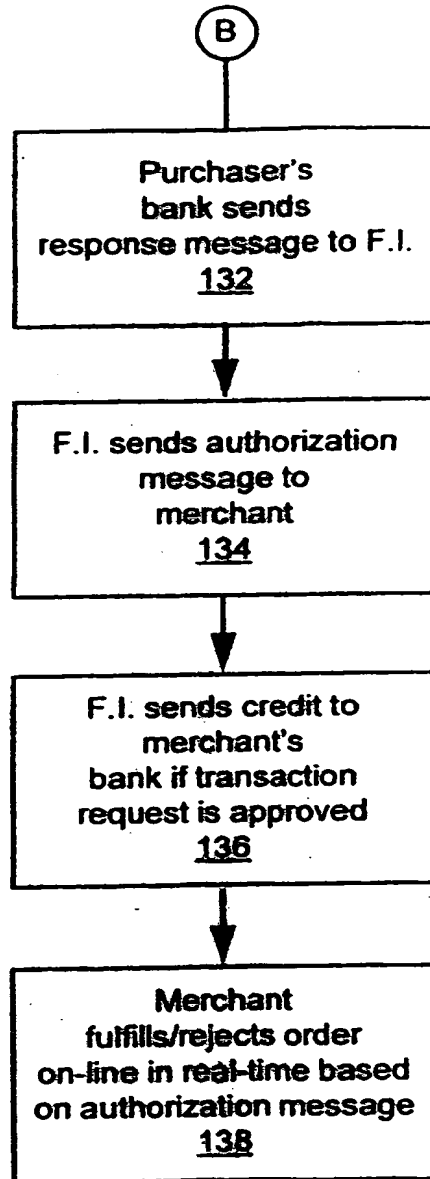 B
Purchaser's
bank sends
response message to F.I.
132
F.I. sends authorization
message to
merchant
134
F.I. sends credit to
merchant's
bank if transaction
request is approved
136
Merchant
fulfills/rejects order
on-line in real-time based
on authorization message
138